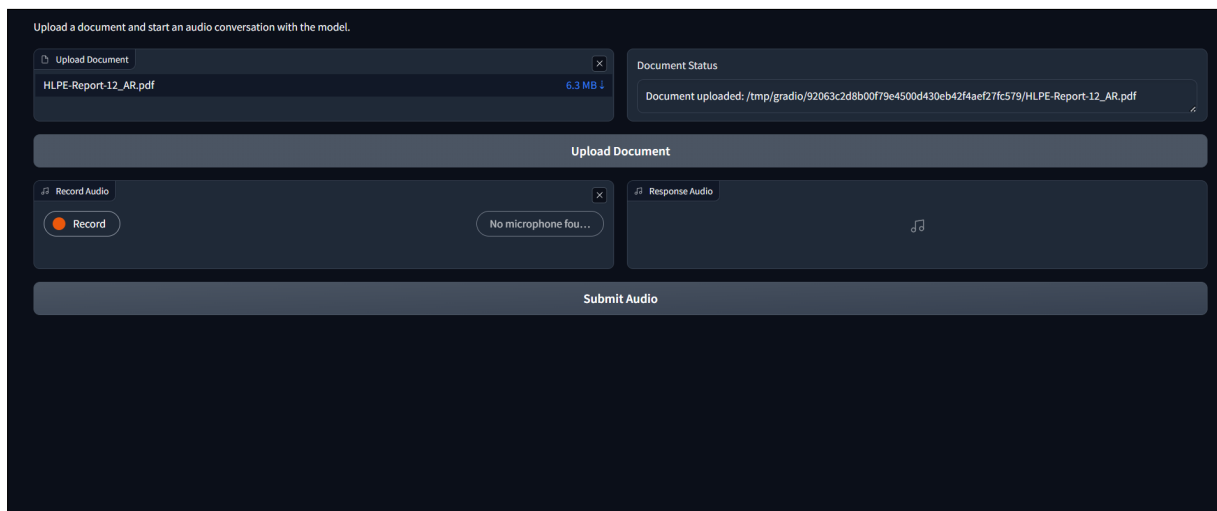 Upload a document and start an audio conversation with the model.
Upload Document
HLPE-Report-12_AR.pdf 6.3 MB ↓
Document Status
Document uploaded: /tmp/gradio/92063c2d8b00f79e4500d430eb42f4aef27fc579/HLPE-Report-12_AR.pdf
Upload Document
Record Audio
Record No microphone fou...
Response Audio
Submit Audio